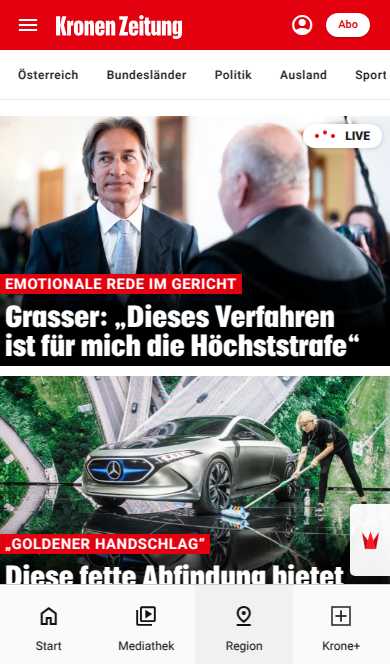 Kronen Zeitung
Abo
Österreich Bundesländer Politik Ausland Sport
LIVE
EMOTIONALE REDE IM GERICHT
Grasser: „Dieses Verfahren
ist für mich die Höchststrafe“
„GOLDENER HANDSCHLAG“
Diese fette Abfindung bietet
Start Mediathek Region Krone+